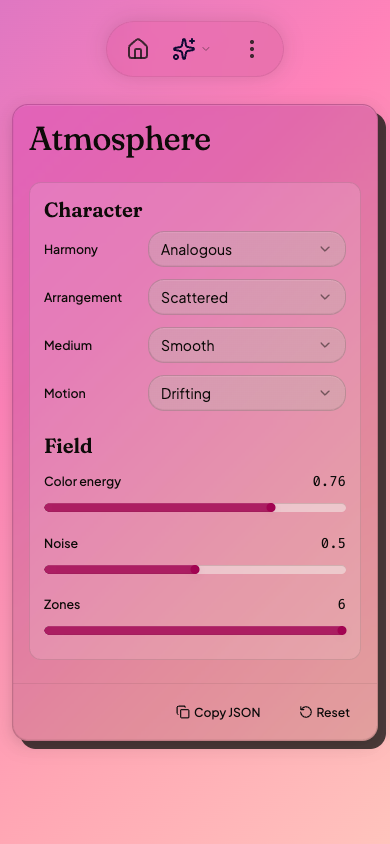 Atmosphere
Character
Harmony Analogous
Arrangement Scattered
Medium Smooth
Motion Drifting
Field
Color energy 0.76
Noise 0.5
Zones 6
Copy JSON Reset